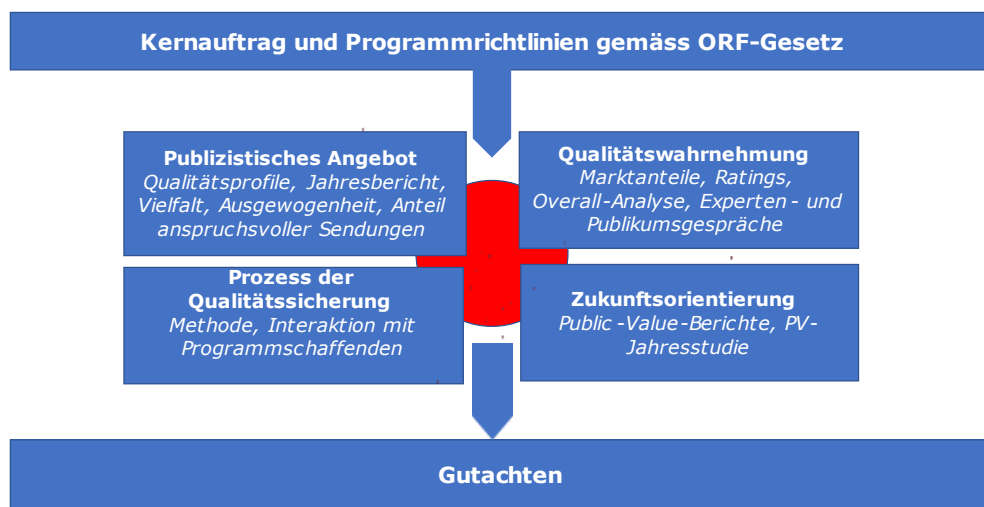 Kernauftrag und Programmrichtlinien gemäss ORF-Gesetz
Publizistisches Angebot
Qualitätsprofile, Jahresbericht,
Vielfalt, Ausgewogenheit, Anteil
anspruchsvoller Sendungen
Qualitätswahrnehmung
Marktanteile, Ratings,
Overall-Analyse, Experten - und
Publikumsgespräche
Prozess der
Qualitätssicherung
Methode, Interaktion mit
Programmschaffenden
Zukunftsorientierung
Public -Value-Berichte, PV-
Jahresstudie
Gutachten